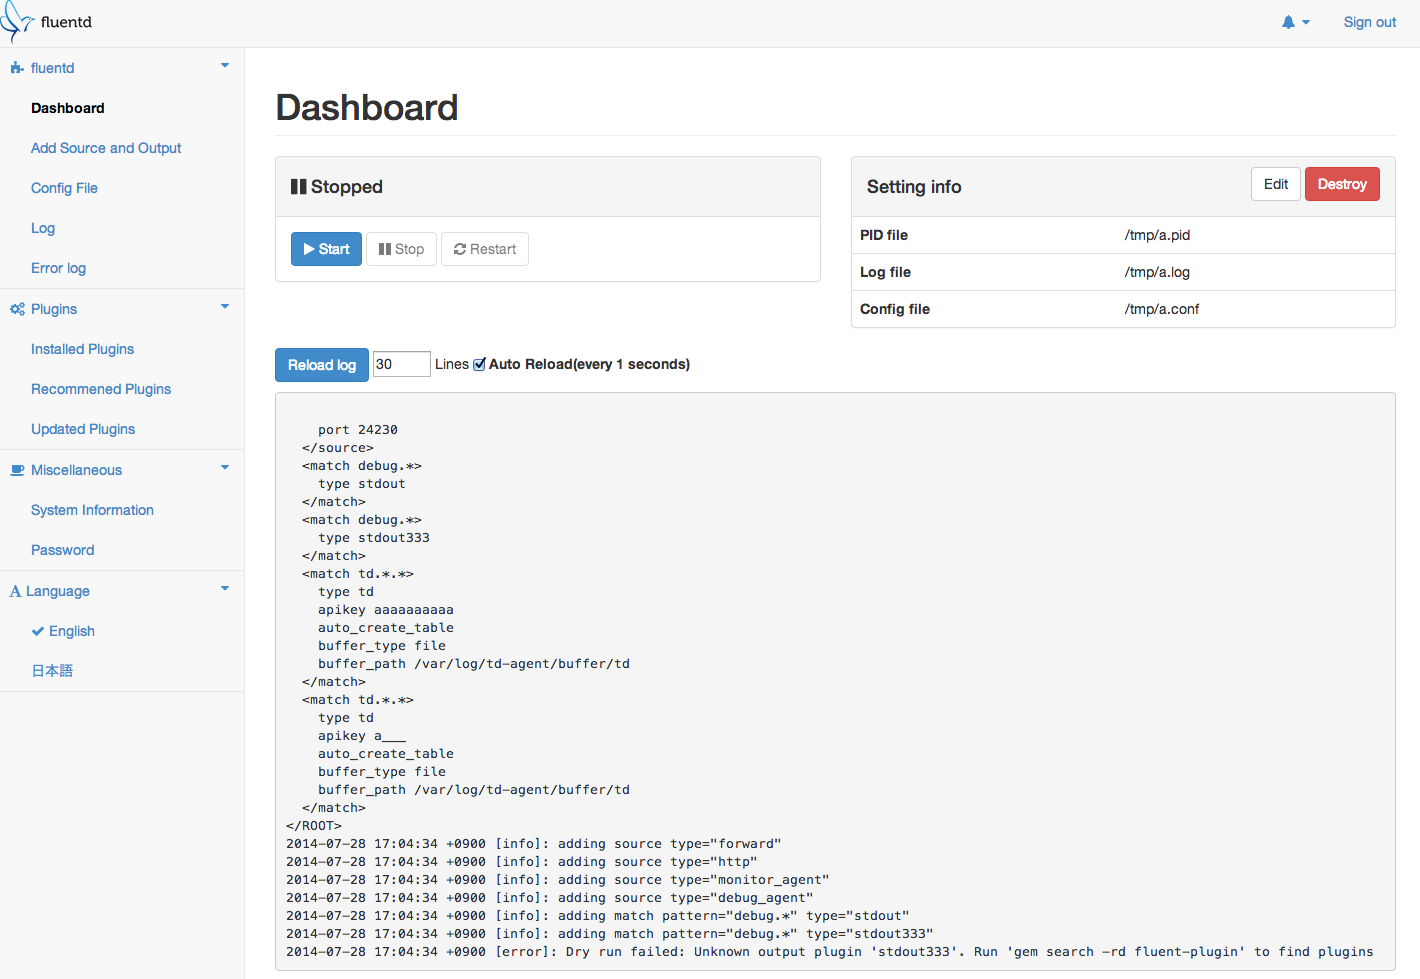 fluentd
Sign out
fluentd
Dashboard
Add Source and Output
Config File
Log
Error log
Plugins
Installed Plugins
Recommened Plugins
Updated Plugins
Miscellaneous
System Information
Password
Language
English
日本語
Dashboard
Stopped
Start Stop Restart
Setting info Edit Destroy
PID file /tmp/a.pid
Log file /tmp/a.log
Config file /tmp/a.conf
Reload log 30 Lines Auto Reload(every 1 seconds)
    port 24230
  </source>
  <match debug.*>
    type stdout
  </match>
  <match debug.*>
    type stdout333
  </match>
  <match td.*.*>
    type td
    apikey aaaaaaaaaa
    auto_create_table
    buffer_type file
    buffer_path /var/log/td-agent/buffer/td
  </match>
  <match td.*.*>
    type td
    apikey a___
    auto_create_table
    buffer_type file
    buffer_path /var/log/td-agent/buffer/td
  </match>
</ROOT>
2014-07-28 17:04:34 +0900 [info]: adding source type="forward"
2014-07-28 17:04:34 +0900 [info]: adding source type="http"
2014-07-28 17:04:34 +0900 [info]: adding source type="monitor_agent"
2014-07-28 17:04:34 +0900 [info]: adding source type="debug_agent"
2014-07-28 17:04:34 +0900 [info]: adding match pattern="debug.*" type="stdout"
2014-07-28 17:04:34 +0900 [info]: adding match pattern="debug.*" type="stdout333"
2014-07-28 17:04:34 +0900 [error]: Dry run failed: Unknown output plugin 'stdout333'. Run 'gem search -rd fluent-plugin' to find plugins